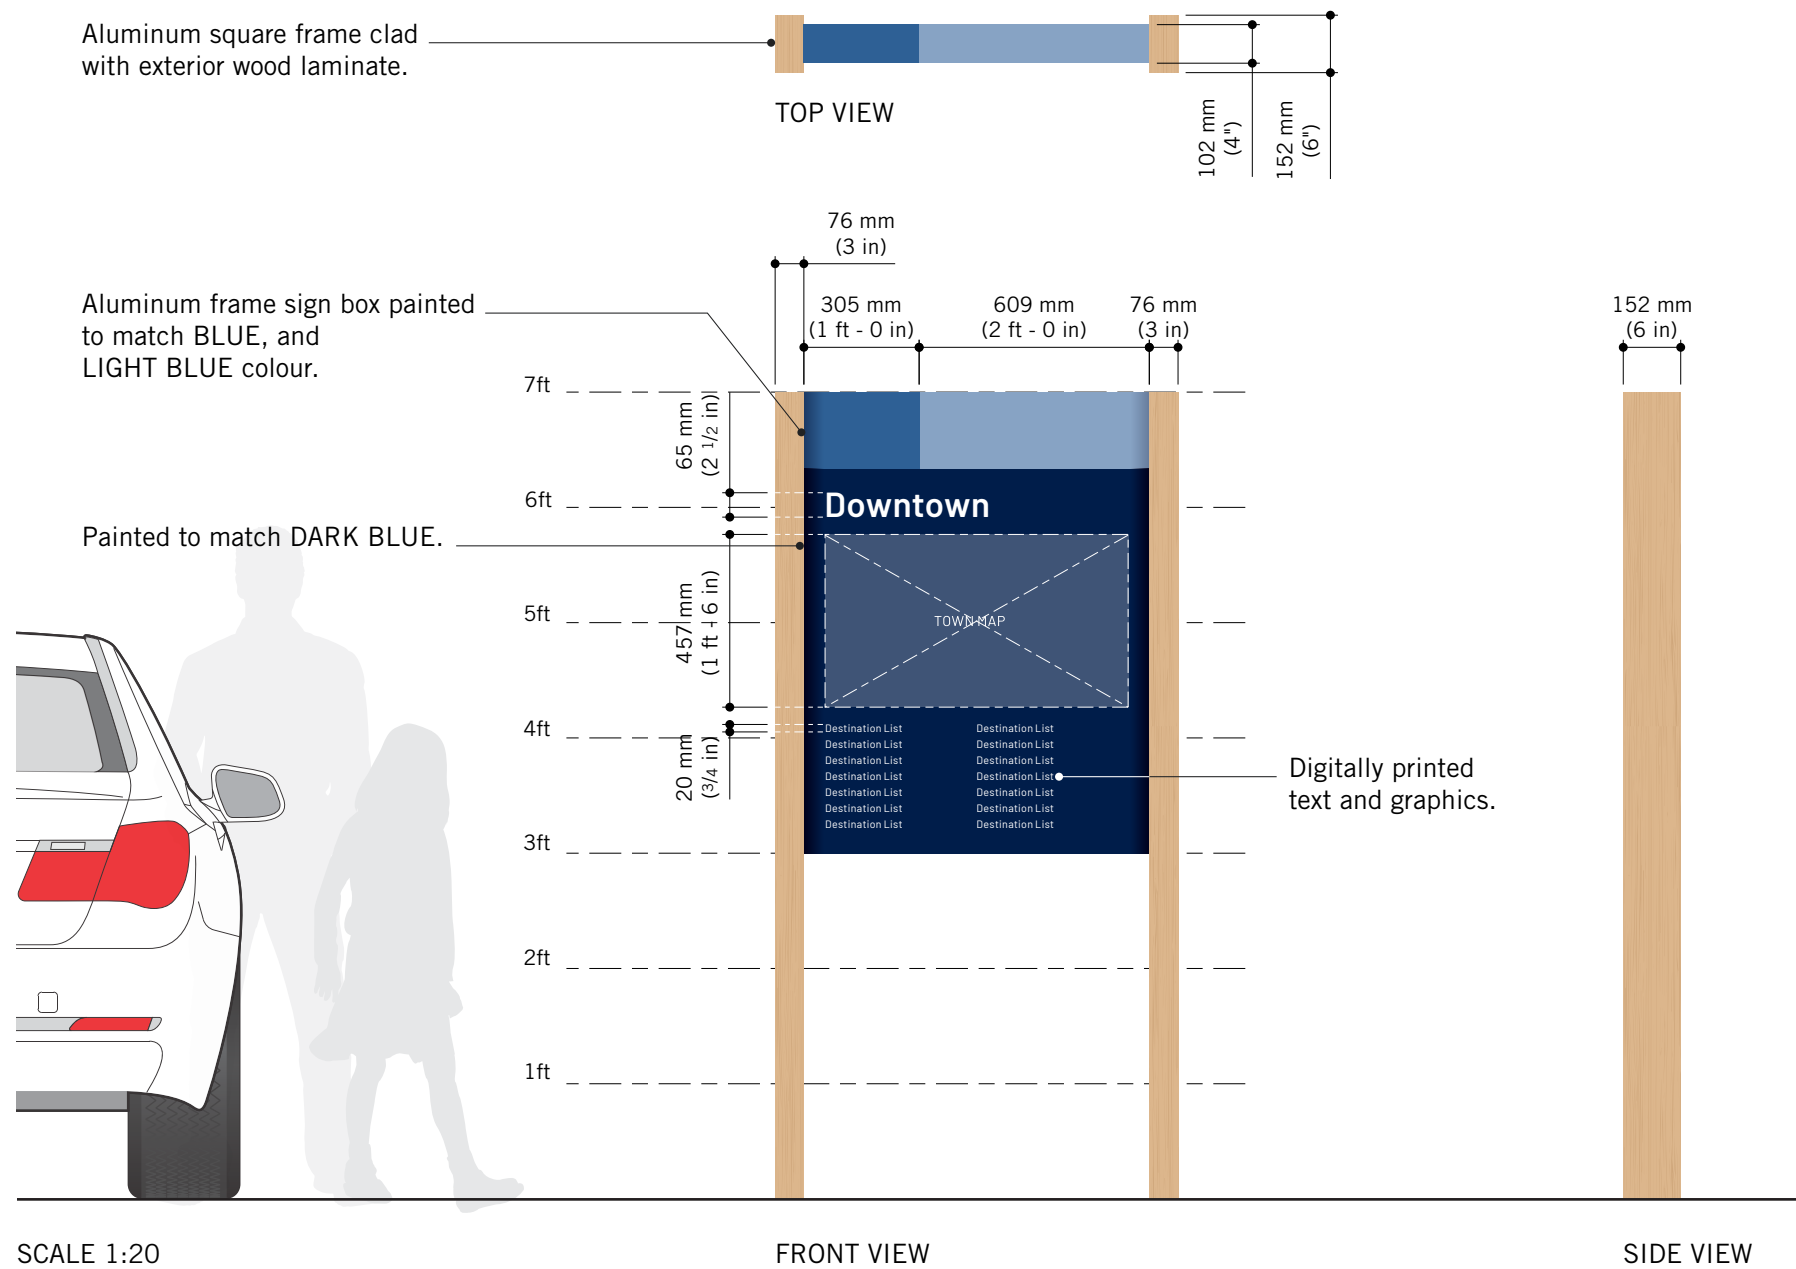 Aluminum square frame clad
with exterior wood laminate.
TOP VIEW
102 mm
(4")
152 mm
(6")
76 mm
(3 in)
Aluminum frame sign box painted
to match BLUE, and
LIGHT BLUE colour.
305 mm
(1 ft - 0 in)
609 mm
(2 ft - 0 in)
76 mm
(3 in)
152 mm
(6 in)
7ft
65 mm
(2 1/2 in)
6ft
Downtown
Painted to match DARK BLUE.
5ft
457 mm
(1 ft - 6 in)
TOWN MAP
4ft
20 mm
(3/4 in)
Destination List
Destination List
Destination List
Destination List
Destination List
Destination List
Destination List
Destination List
Destination List
Destination List
Destination List
Destination List
Destination List
Destination List
Digitally printed
text and graphics.
3ft
2ft
1ft
SCALE 1:20
FRONT VIEW
SIDE VIEW